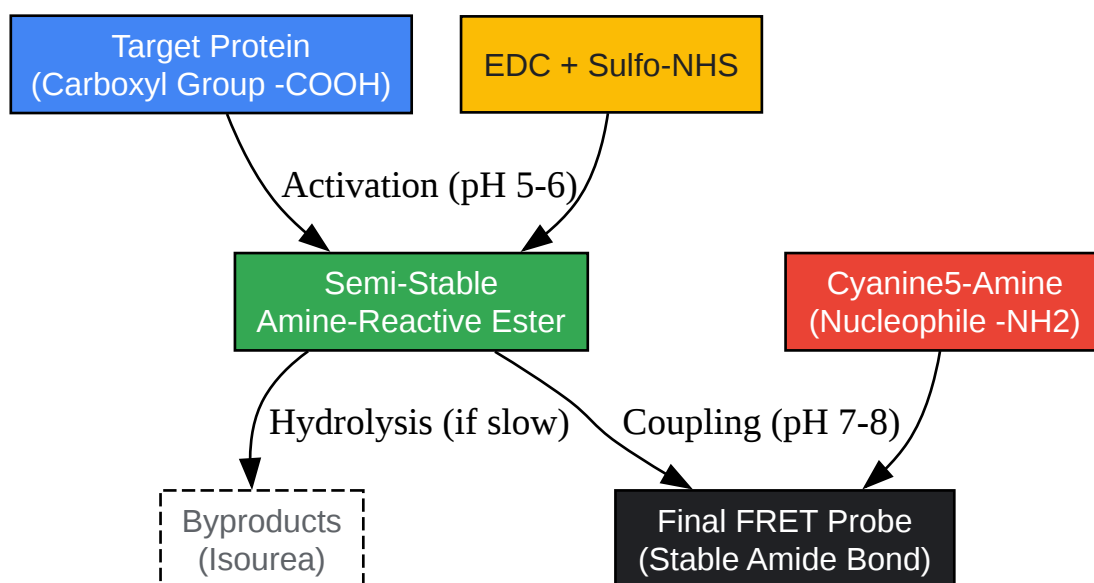 Target Protein
(Carboxyl Group -COOH)
EDC + Sulfo-NHS
Activation (pH 5-6)
Semi-Stable
Amine-Reactive Ester
Cyanine5-Amine
(Nucleophile -NH2)
Hydrolysis (if slow)
Coupling (pH 7-8)
Byproducts
(Isourea)
Final FRET Probe
(Stable Amide Bond)